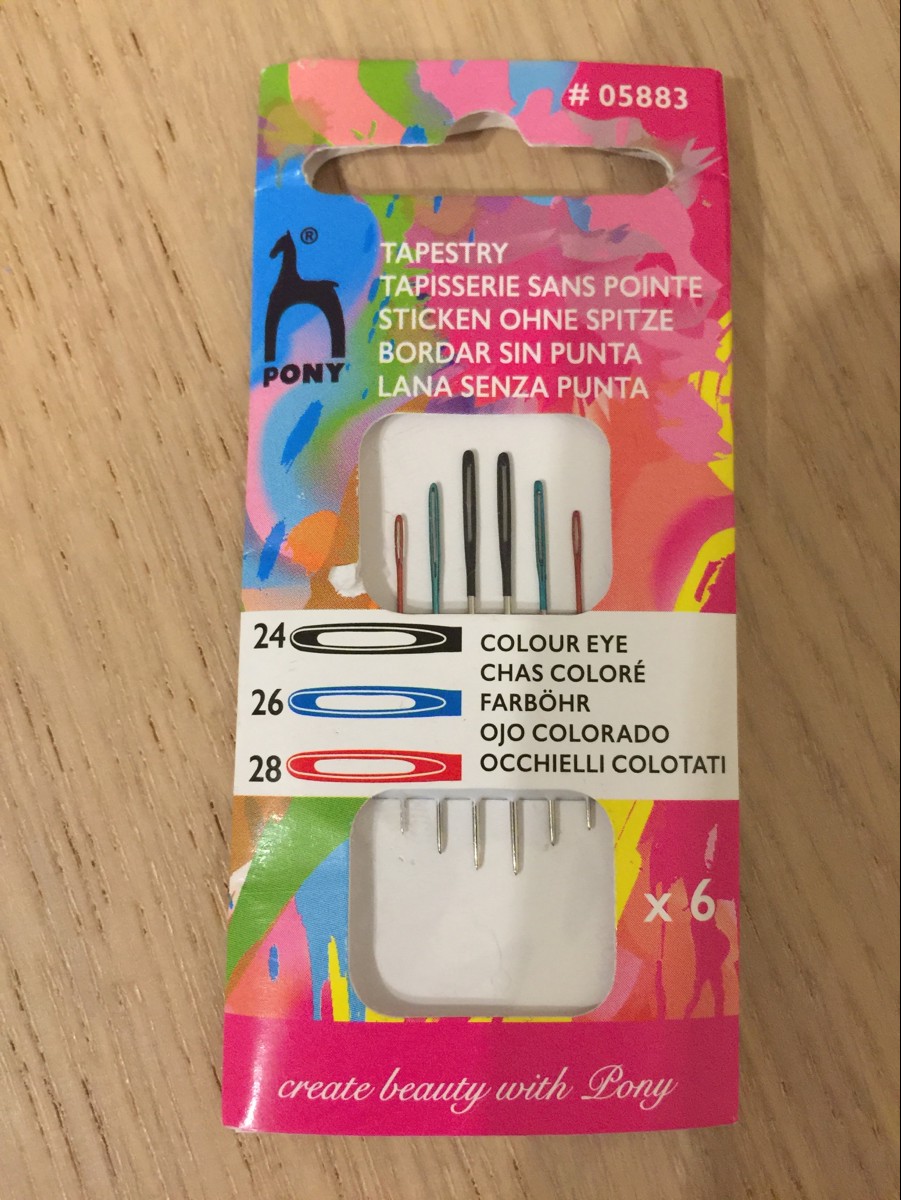 # 05883
®
PONY
TAPESTRY
TAPISSERIE SANS POINTE
STICKEN OHNE SPITZE
BORDAR SIN PUNTA
LANA SENZA PUNTA
24
26
28
COLOUR EYE
CHAS COLORÉ
FARBÖHR
OJO COLORADO
OCCHIELLI COLOTATI
x 6
create beauty with Pony